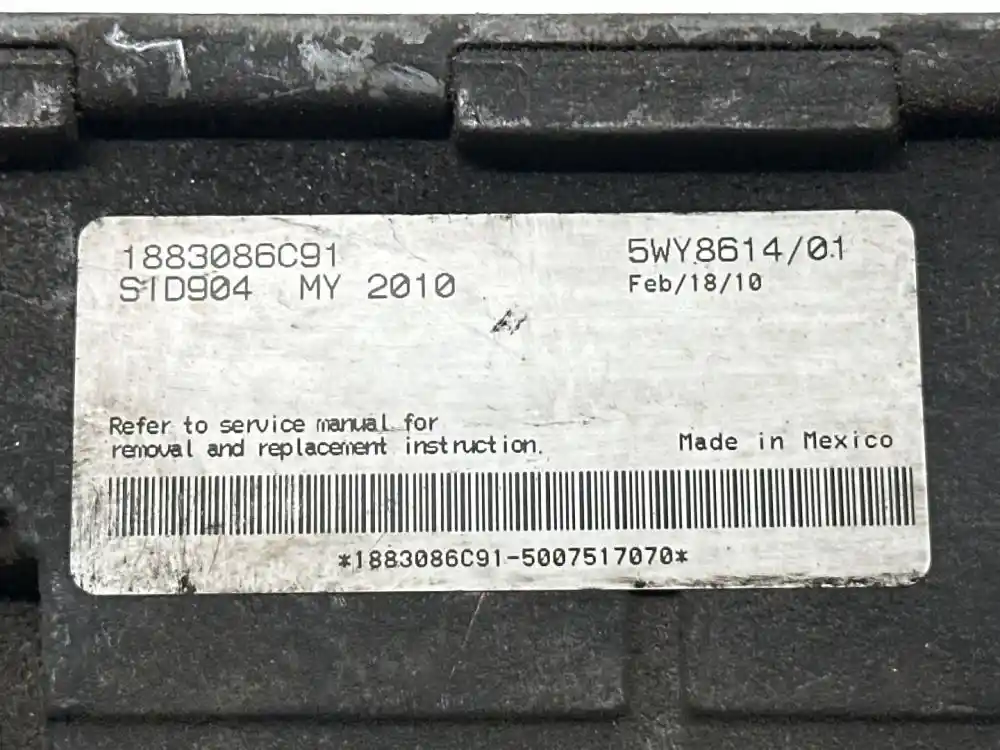 1883086C91 5WY8614/01
SID904 MY 2010 Feb/18/10
Refer to service manual for
removal and replacement instruction. Made in Mexico
*1883086C91-5007517070*